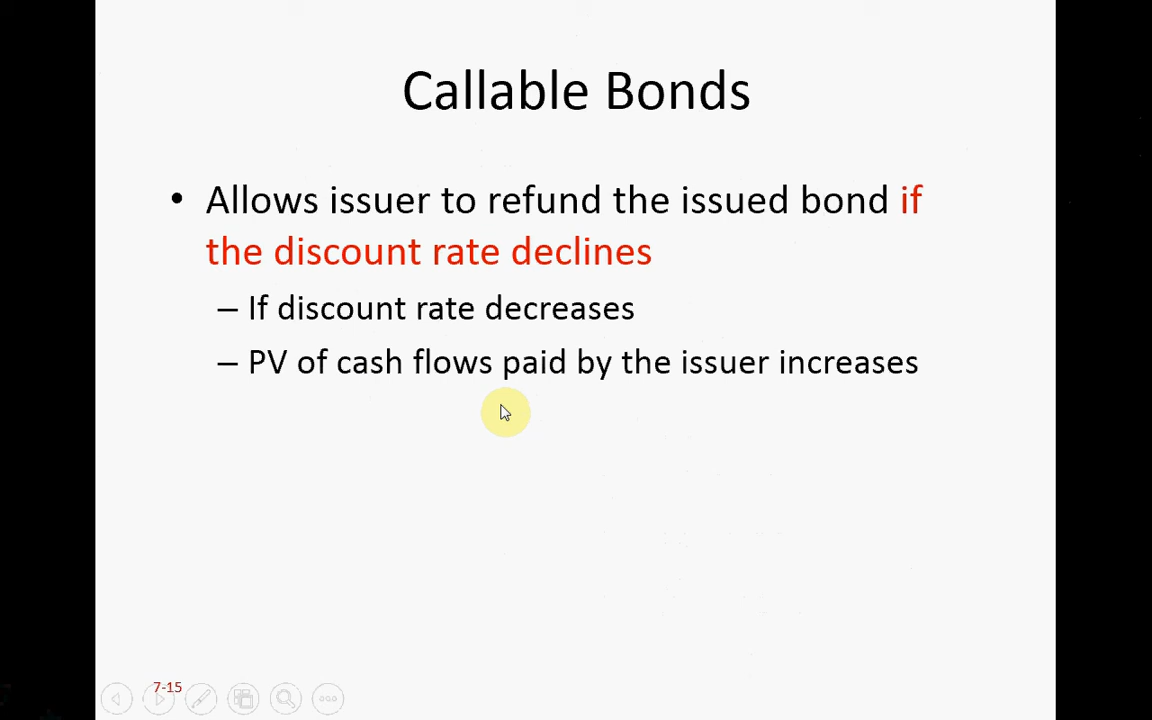 Callable Bonds
• Allows issuer to refund the issued bond if
the discount rate declines
– If discount rate decreases
– PV of cash flows paid by the issuer increases
7-15